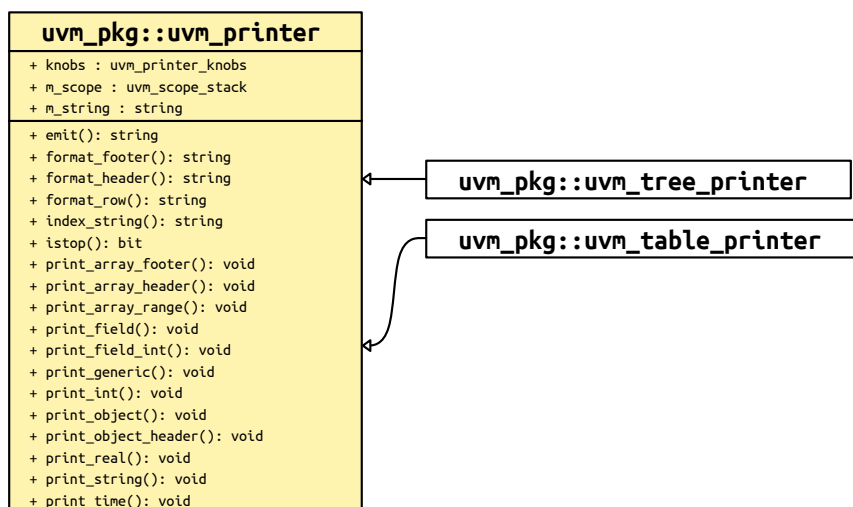 uvm_pkg::uvm_printer
+ knobs : uvm_printer_knobs
+ m_scope : uvm_scope_stack
+ m_string : string
+ emit(): string
+ format_footer(): string
+ format_header(): string
+ format_row(): string
+ index_string(): string
+ istop(): bit
+ print_array_footer(): void
+ print_array_header(): void
+ print_array_range(): void
+ print_field(): void
+ print_field_int(): void
+ print_generic(): void
+ print_int(): void
+ print_object(): void
+ print_object_header(): void
+ print_real(): void
+ print_string(): void
+ print_time(): void
uvm_pkg::uvm_tree_printer
uvm_pkg::uvm_table_printer